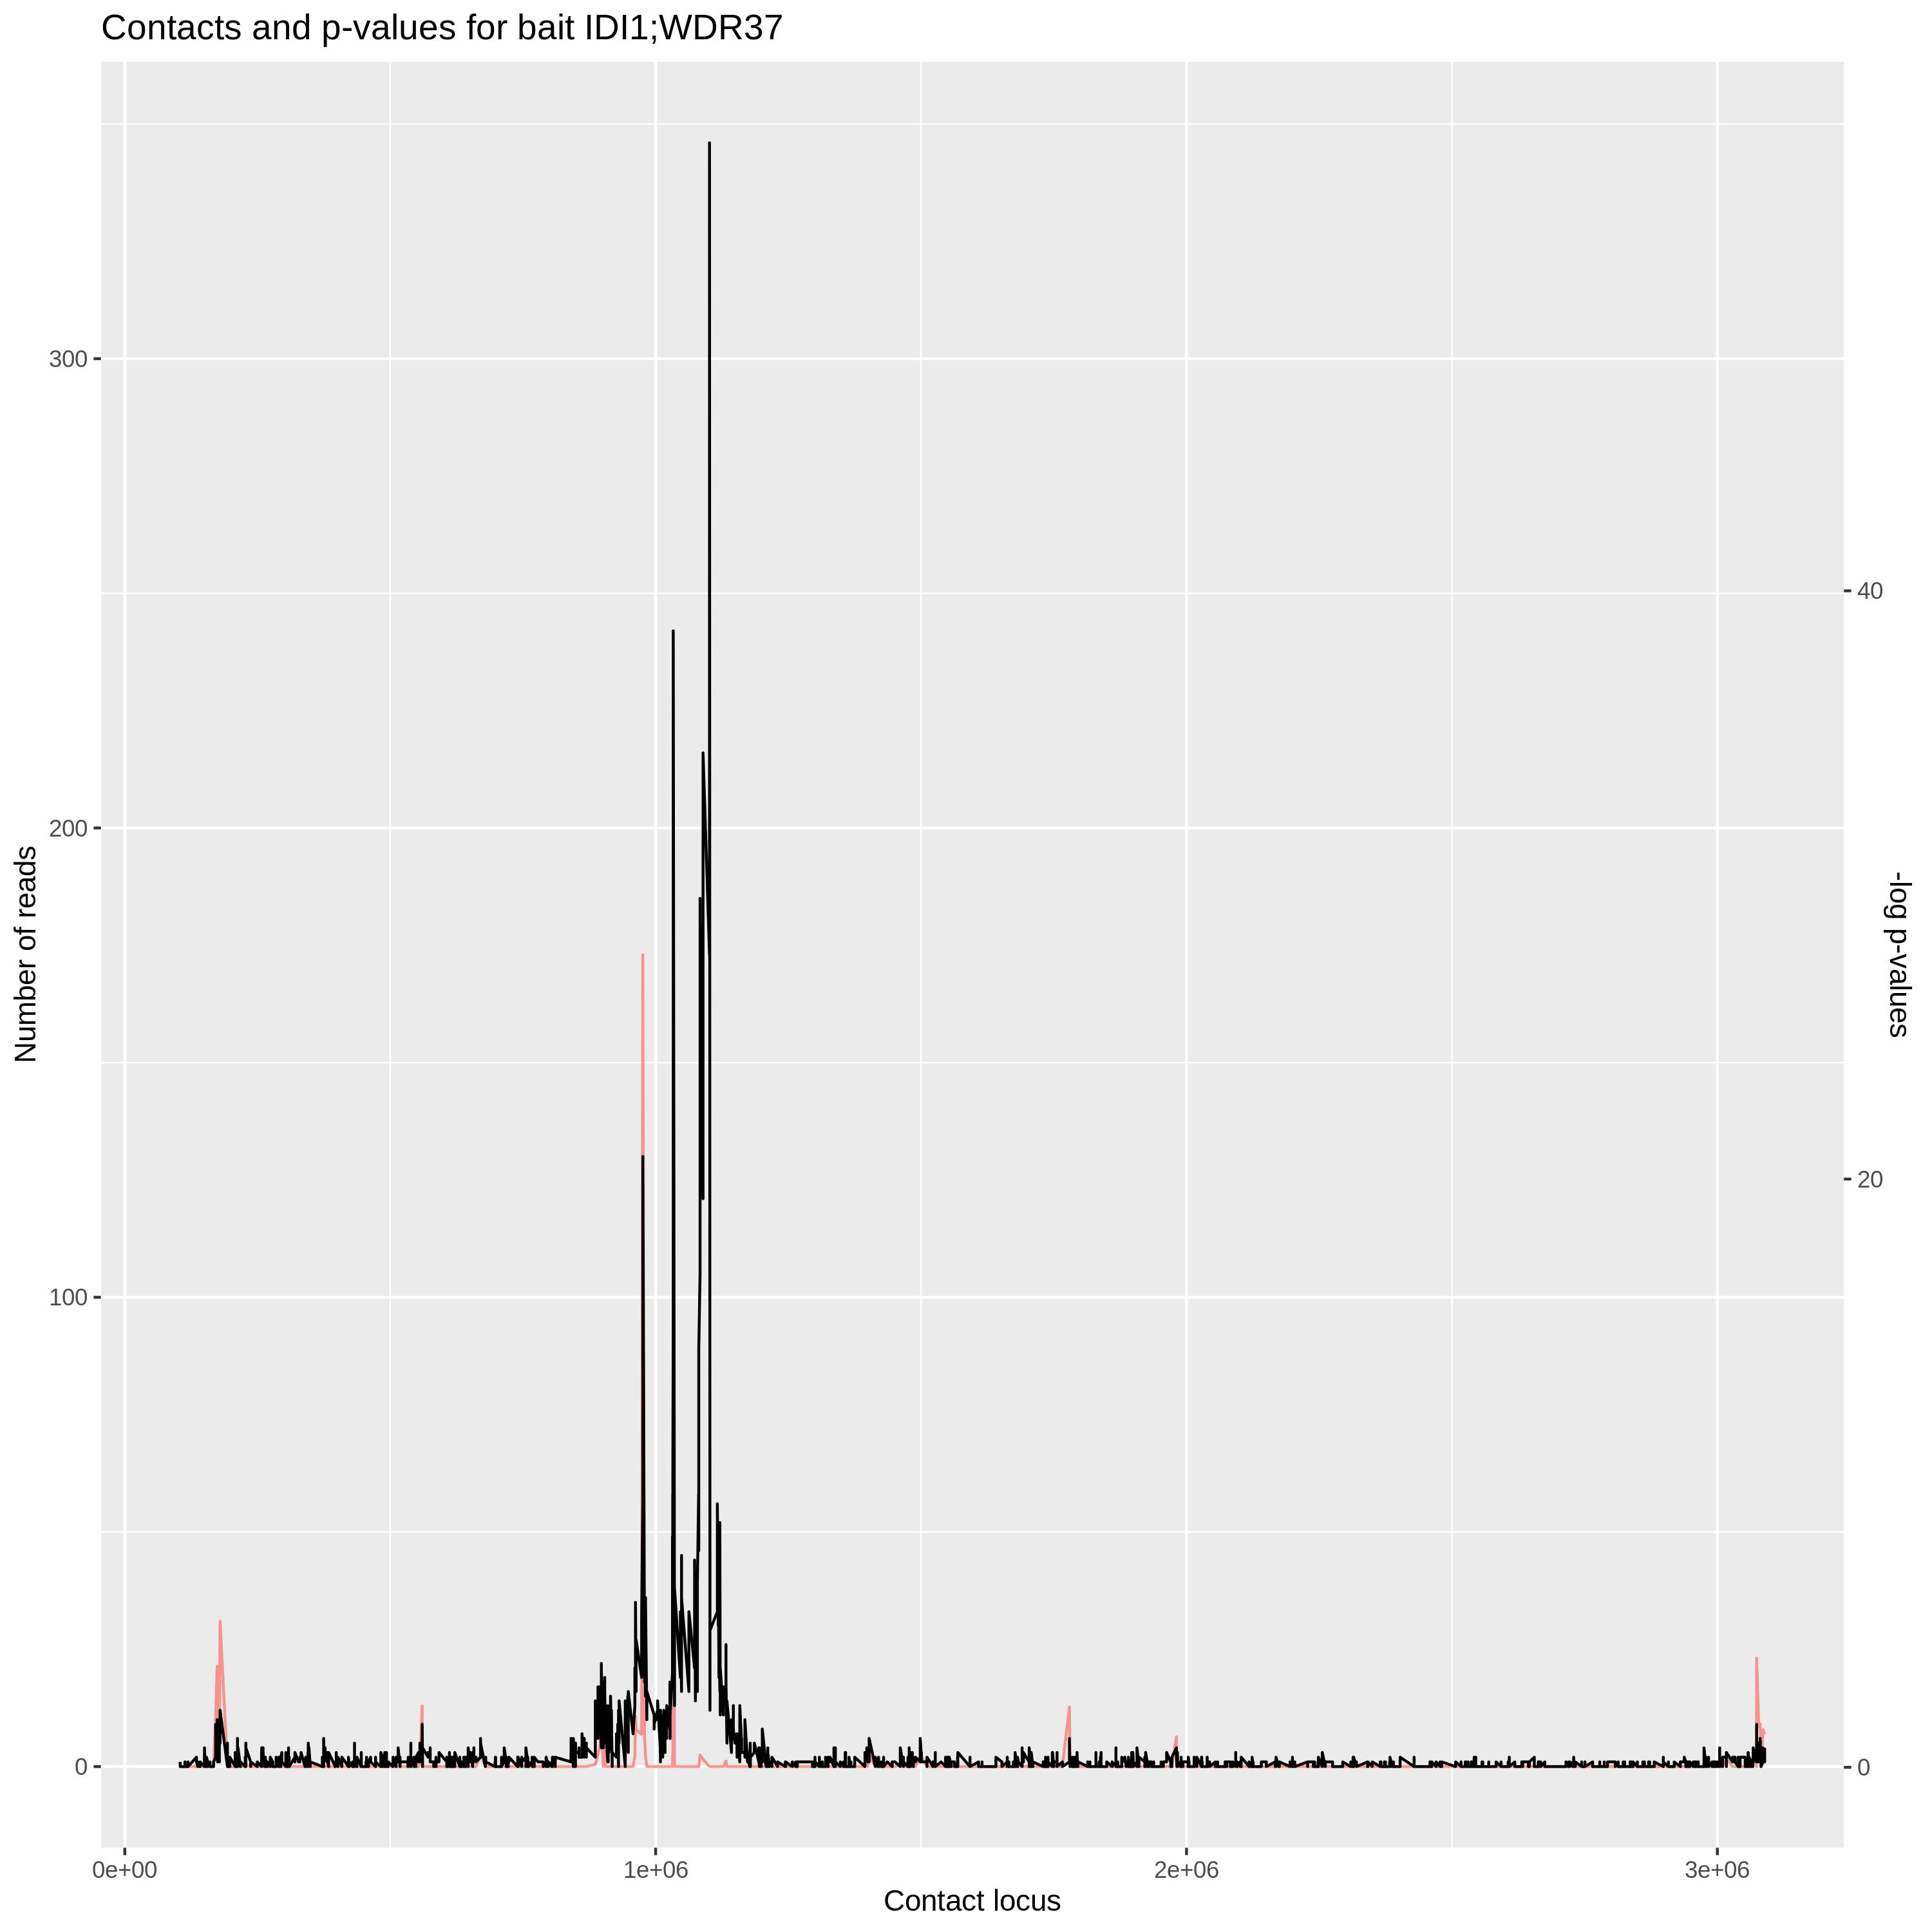 Contacts and p-values for bait IDI1;WDR37
300
200
100
0
Number of reads
40
20
0
-log p-values
0e+00
1e+06
2e+06
3e+06
Contact locus